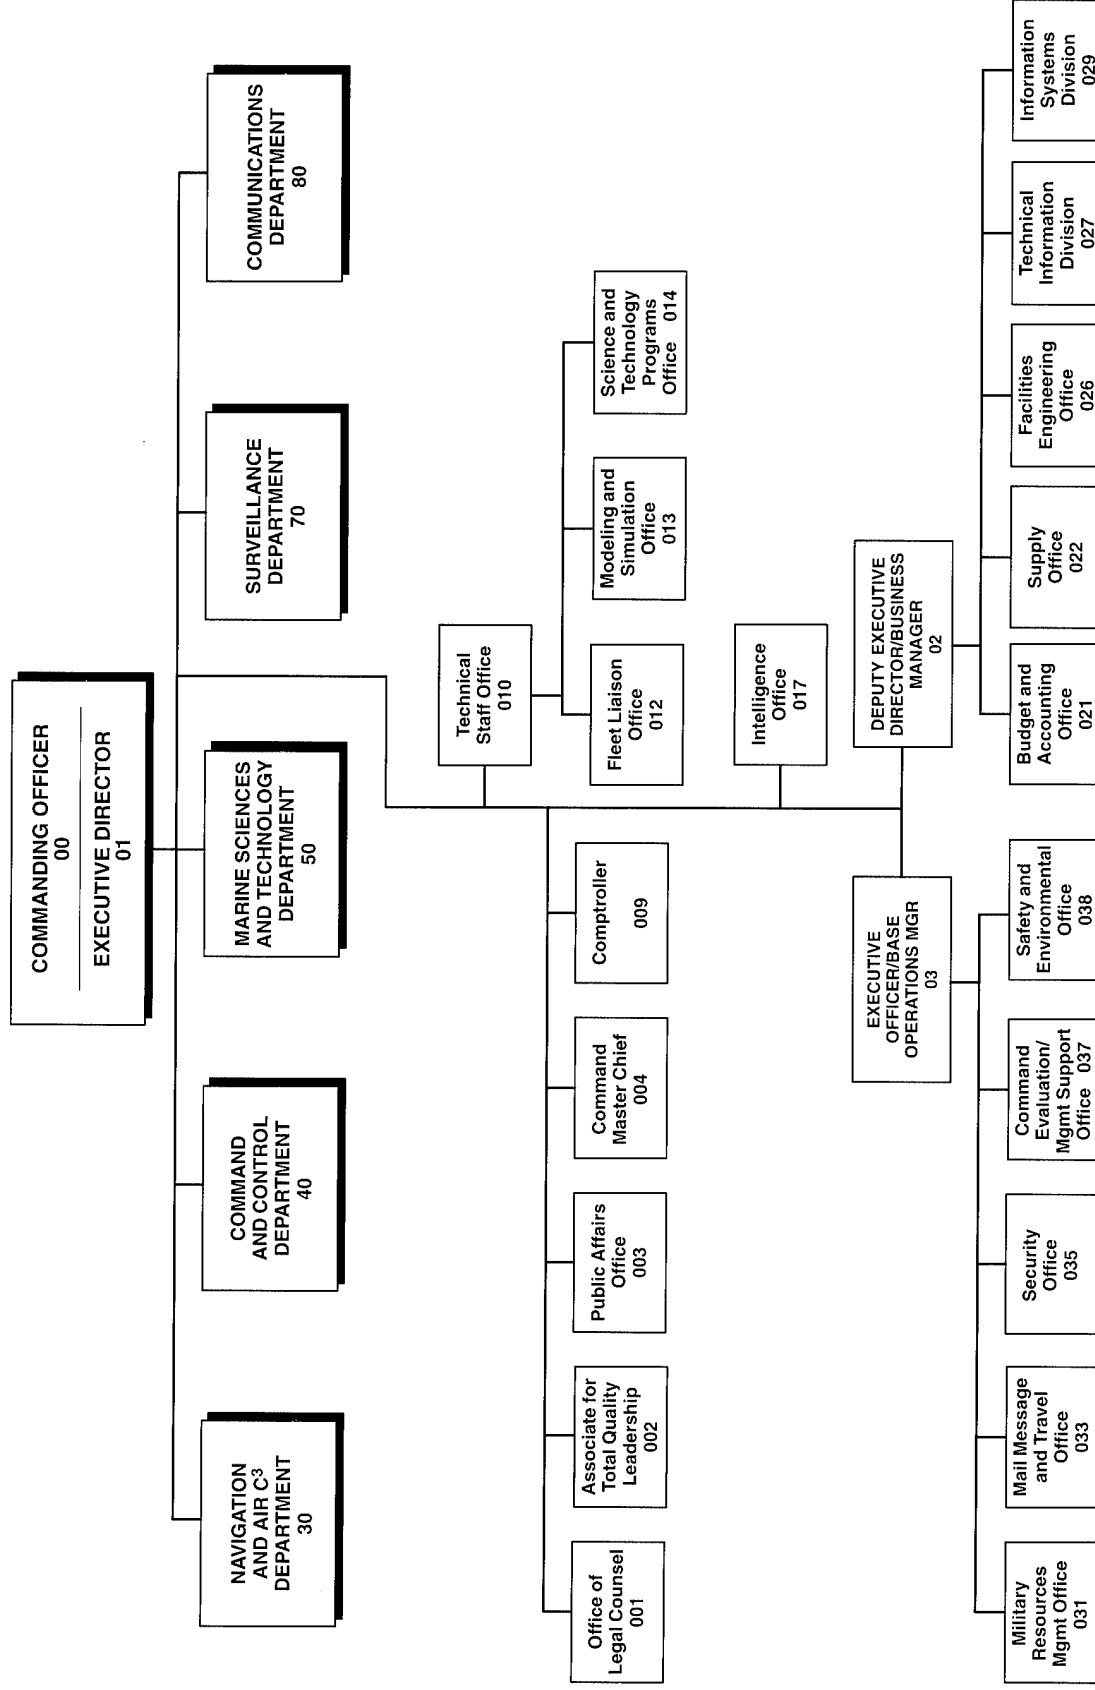 COMMANDING OFFICER
00
EXECUTIVE DIRECTOR
01
NAVIGATION
AND AIR C³
DEPARTMENT
30
COMMAND
AND CONTROL
DEPARTMENT
40
MARINE SCIENCES
AND TECHNOLOGY
DEPARTMENT
50
SURVEILLANCE
DEPARTMENT
70
COMMUNICATIONS
DEPARTMENT
80
Technical
Staff Office
010
Fleet Liaison
Office
012
Modeling and
Simulation
Office
013
Science and
Technology
Programs
Office 014
Office of
Legal Counsel
001
Associate for
Total Quality
Leadership
002
Public Affairs
Office
003
Command
Master Chief
004
Comptroller
009
Intelligence
Office
017
EXECUTIVE
OFFICER/BASE
OPERATIONS MGR
03
DEPUTY EXECUTIVE
DIRECTOR/BUSINESS
MANAGER
02
Military
Resources
Mgmt Office
031
Mail Message
and Travel
Office
033
Security
Office
035
Command
Evaluation/
Mgmt Support
Office 037
Safety and
Environmental
Office
038
Budget and
Accounting
Office
021
Supply
Office
022
Facilities
Engineering
Office
026
Technical
Information
Division
027
Information
Systems
Division
029